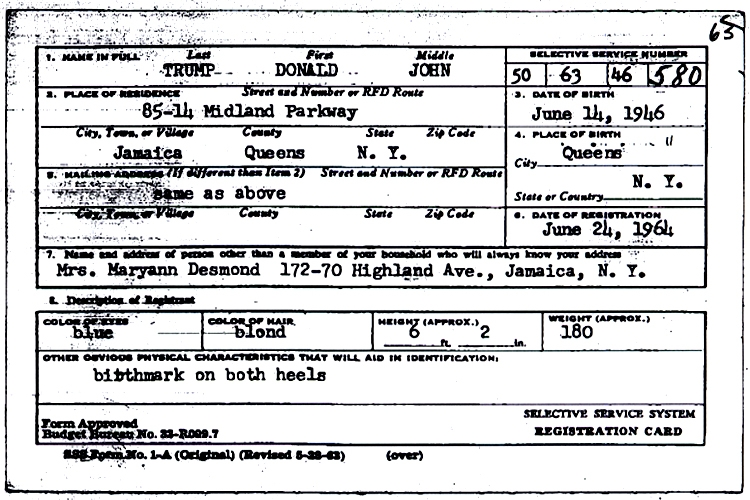 63
1. NAME IN FULL Last First Middle
TRUMP DONALD JOHN
SELECTIVE SERVICE NUMBER
50 63 46 580
2. PLACE OF RESIDENCE Street and Number or RFD Route
85-14 Midland Parkway
3. DATE OF BIRTH
June 14, 1946
City, Town, or Village County State Zip Code
Jamaica Queens N. Y.
4. PLACE OF BIRTH
City Queens
N. Y.
State or Country
5. MAILING ADDRESS (If different than Item 2) Street and Number or RFD Route
same as above
City, Town, or Village County State Zip Code
6. DATE OF REGISTRATION
June 24, 1964
7. Name and address of person other than a member of your household who will always know your address
Mrs. Maryann Desmond 172-70 Highland Ave., Jamaica, N. Y.
8. Description of Registrant
COLOR OF EYES COLOR OF HAIR HEIGHT (APPROX.) WEIGHT (APPROX.)
blue blond 6 ft. 2 in. 180
OTHER OBVIOUS PHYSICAL CHARACTERISTICS THAT WILL AID IN IDENTIFICATION:
birthmark on both heels
Form Approved
Budget Bureau No. 33-R099.7
SELECTIVE SERVICE SYSTEM
REGISTRATION CARD
SSS Form No. 1-A (Original) (Revised 5-28-63) (over)